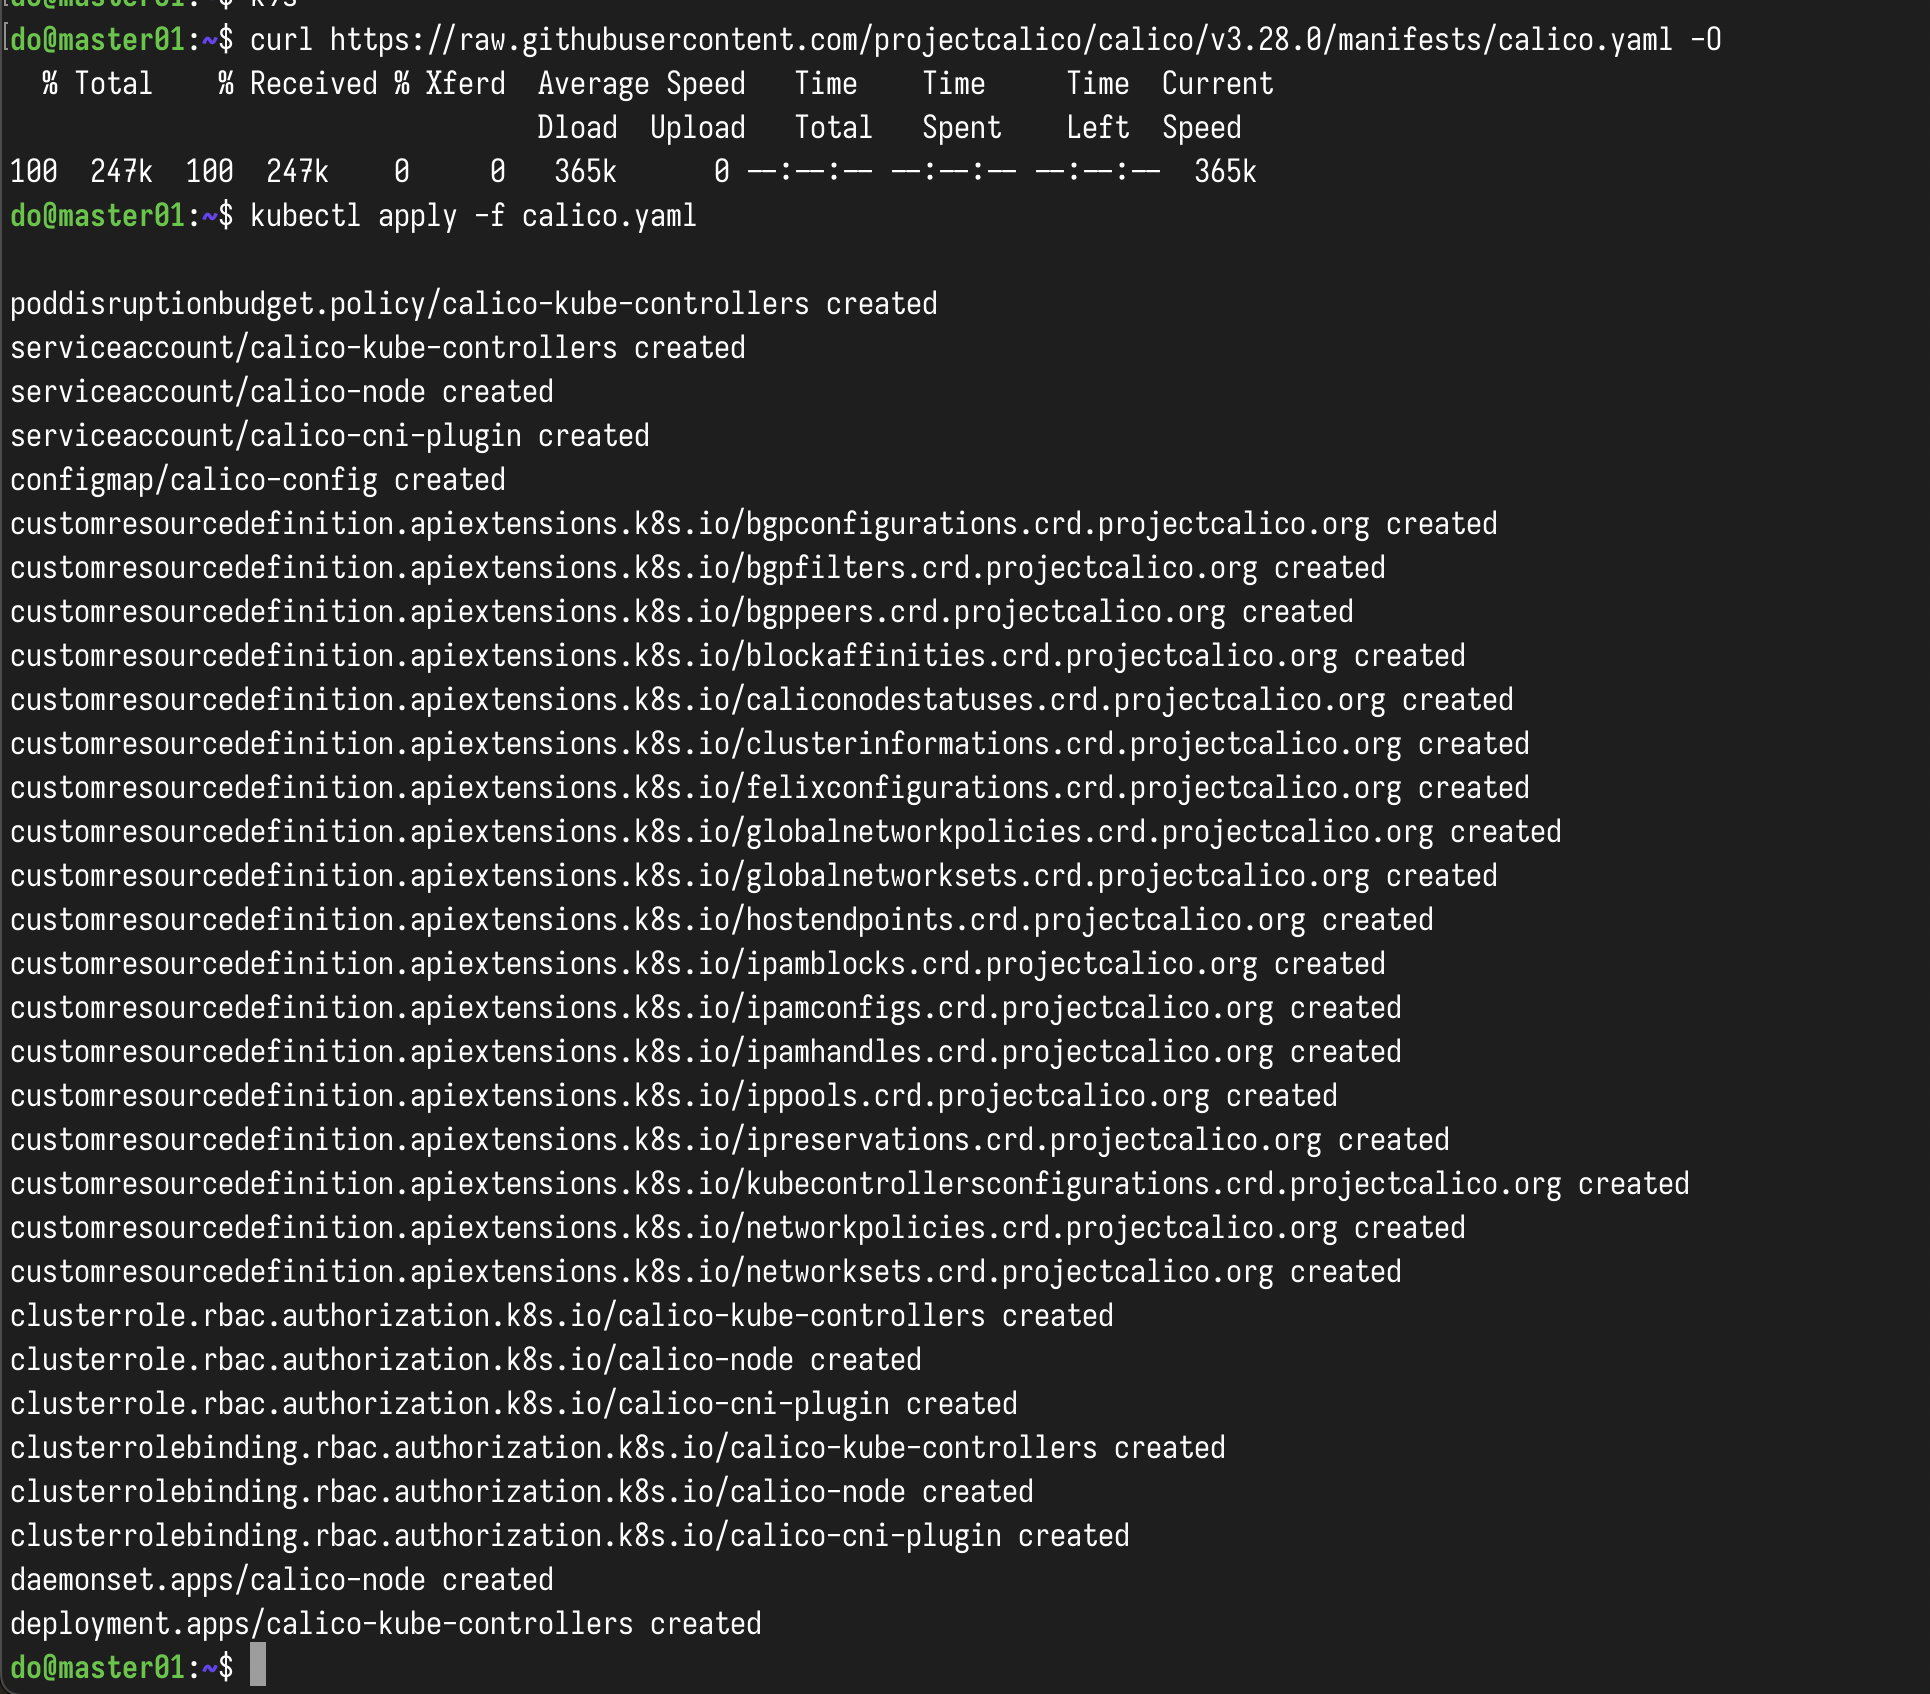 do@master01:~$ k9s
do@master01:~$ curl https://raw.githubusercontent.com/projectcalico/calico/v3.28.0/manifests/calico.yaml -O
  % Total    % Received % Xferd  Average Speed   Time    Time     Time  Current
                                 Dload  Upload   Total   Spent    Left  Speed
100  247k  100  247k    0     0   365k      0 --:--:-- --:--:-- --:--:--  365k
do@master01:~$ kubectl apply -f calico.yaml
poddisruptionbudget.policy/calico-kube-controllers created
serviceaccount/calico-kube-controllers created
serviceaccount/calico-node created
serviceaccount/calico-cni-plugin created
configmap/calico-config created
customresourcedefinition.apiextensions.k8s.io/bgpconfigurations.crd.projectcalico.org created
customresourcedefinition.apiextensions.k8s.io/bgpfilters.crd.projectcalico.org created
customresourcedefinition.apiextensions.k8s.io/bgppeers.crd.projectcalico.org created
customresourcedefinition.apiextensions.k8s.io/blockaffinities.crd.projectcalico.org created
customresourcedefinition.apiextensions.k8s.io/caliconodestatuses.crd.projectcalico.org created
customresourcedefinition.apiextensions.k8s.io/clusterinformations.crd.projectcalico.org created
customresourcedefinition.apiextensions.k8s.io/felixconfigurations.crd.projectcalico.org created
customresourcedefinition.apiextensions.k8s.io/globalnetworkpolicies.crd.projectcalico.org created
customresourcedefinition.apiextensions.k8s.io/globalnetworksets.crd.projectcalico.org created
customresourcedefinition.apiextensions.k8s.io/hostendpoints.crd.projectcalico.org created
customresourcedefinition.apiextensions.k8s.io/ipamblocks.crd.projectcalico.org created
customresourcedefinition.apiextensions.k8s.io/ipamconfigs.crd.projectcalico.org created
customresourcedefinition.apiextensions.k8s.io/ipamhandles.crd.projectcalico.org created
customresourcedefinition.apiextensions.k8s.io/ippools.crd.projectcalico.org created
customresourcedefinition.apiextensions.k8s.io/ipreservations.crd.projectcalico.org created
customresourcedefinition.apiextensions.k8s.io/kubecontrollersconfigurations.crd.projectcalico.org created
customresourcedefinition.apiextensions.k8s.io/networkpolicies.crd.projectcalico.org created
customresourcedefinition.apiextensions.k8s.io/networksets.crd.projectcalico.org created
clusterrole.rbac.authorization.k8s.io/calico-kube-controllers created
clusterrole.rbac.authorization.k8s.io/calico-node created
clusterrole.rbac.authorization.k8s.io/calico-cni-plugin created
clusterrolebinding.rbac.authorization.k8s.io/calico-kube-controllers created
clusterrolebinding.rbac.authorization.k8s.io/calico-node created
clusterrolebinding.rbac.authorization.k8s.io/calico-cni-plugin created
daemonset.apps/calico-node created
deployment.apps/calico-kube-controllers created
do@master01:~$